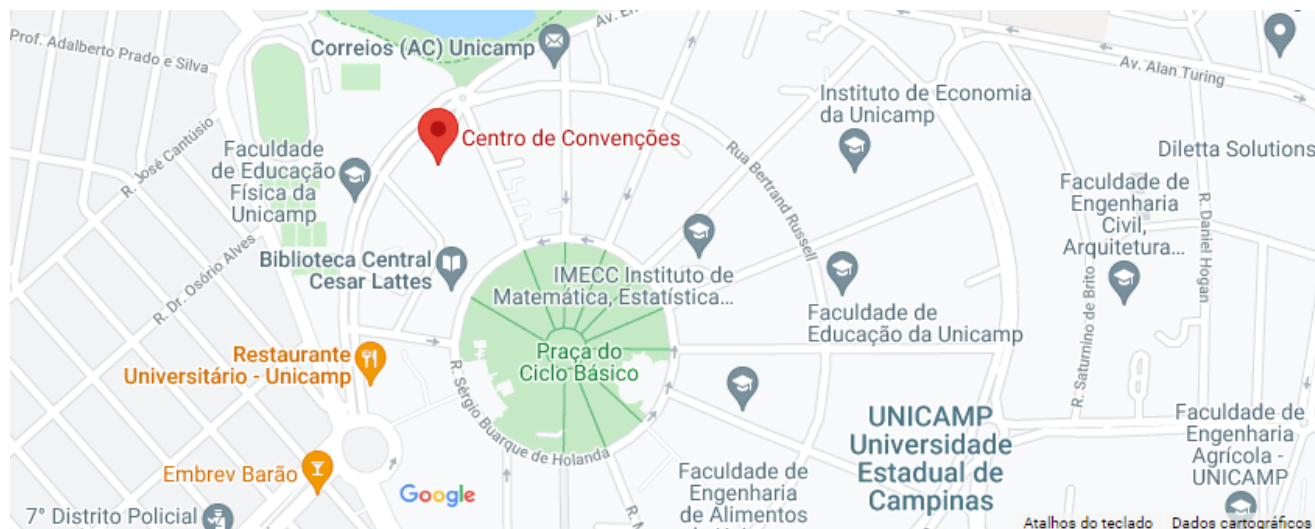 Prof. Adalberto Prado e Silva
Correios (AC) Unicamp
Av. Alan Turing
Instituto de Economia
da Unicamp
Centro de Convenções
Rua Bertrand Russell
Diletta Solutions
R. José Cantúsio
Faculdade
de Educação
Física da
Unicamp
Faculdade de
Engenharia
Civil,
Arquitetura...
R. Daniel Hogan
R. Saturnino de Brito
R. Dr. Osório Alves
Biblioteca Central
Cesar Lattes
IMECC Instituto de
Matemática, Estatística...
Faculdade de
Educação da Unicamp
Restaurante
Universitário - Unicamp
Praça do
Ciclo Básico
R. Sérgio Buarque de Holanda
UNICAMP
Universidade
Estadual de
Campinas
Faculdade de
Engenharia
Agrícola -
UNICAMP
Embrev Barão
Faculdade de
Engenharia
de Alimentos
Google
7° Distrito Policial
Atalhos do teclado
Dados cartográficos